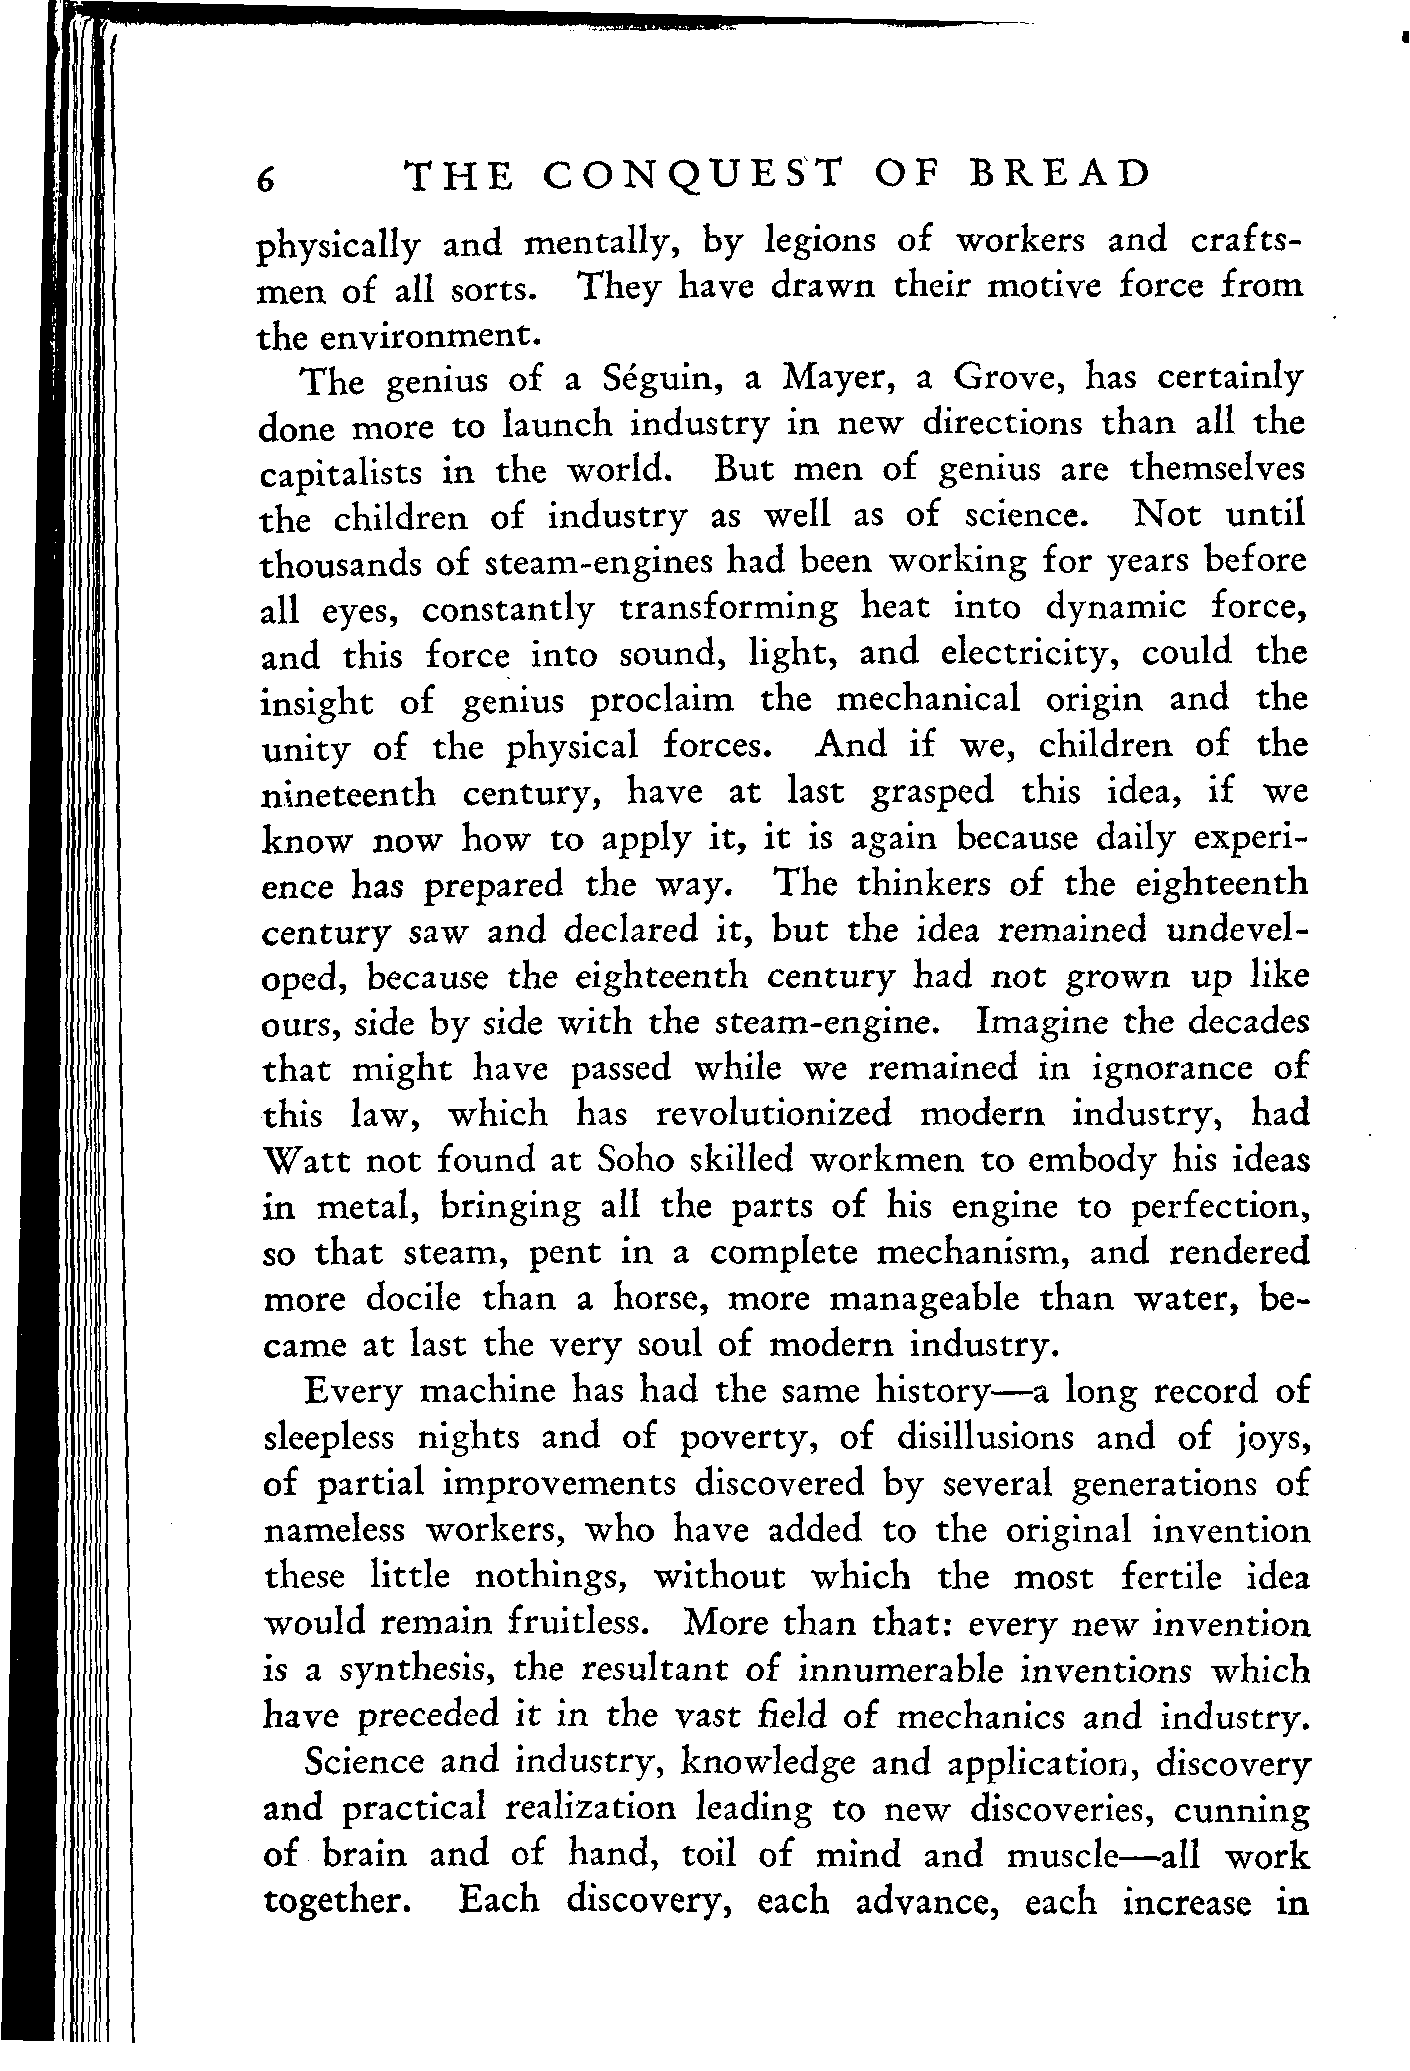 6 THE CONQUEST OF BREAD
physically and mentally, by legions of workers and crafts-
men of all sorts. They have drawn their motive force from
the environment.
The genius of a Séguin, a Mayer, a Grove, has certainly
done more to launch industry in new directions than all the
capitalists in the world. But men of genius are themselves
the children of industry as well as of science. Not until
thousands of steam-engines had been working for years before
all eyes, constantly transforming heat into dynamic force,
and this force into sound, light, and electricity, could the
insight of genius proclaim the mechanical origin and the
unity of the physical forces. And if we, children of the
nineteenth century, have at last grasped this idea, if we
know now how to apply it, it is again because daily experi-
ence has prepared the way. The thinkers of the eighteenth
century saw and declared it, but the idea remained undevel-
oped, because the eighteenth century had not grown up like
ours, side by side with the steam-engine. Imagine the decades
that might have passed while we remained in ignorance of
this law, which has revolutionized modern industry, had
Watt not found at Soho skilled workmen to embody his ideas
in metal, bringing all the parts of his engine to perfection,
so that steam, pent in a complete mechanism, and rendered
more docile than a horse, more manageable than water, be-
came at last the very soul of modern industry.
Every machine has had the same history—a long record of
sleepless nights and of poverty, of disillusions and of joys,
of partial improvements discovered by several generations of
nameless workers, who have added to the original invention
these little nothings, without which the most fertile idea
would remain fruitless. More than that: every new invention
is a synthesis, the resultant of innumerable inventions which
have preceded it in the vast field of mechanics and industry.
Science and industry, knowledge and application, discovery
and practical realization leading to new discoveries, cunning
of brain and of hand, toil of mind and muscle—all work
together. Each discovery, each advance, each increase in